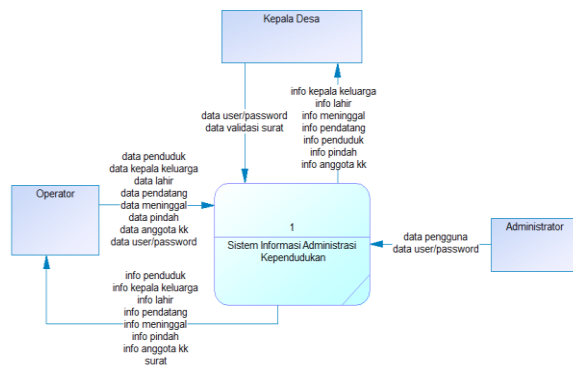 Kepala Desa
data user/password
data validasi surat
info kepala keluarga
info lahir
info meninggal
info pendatang
info penduduk
info pindah
info anggota kk
Operator
data penduduk
data kepala keluarga
data lahir
data pendatang
data meninggal
data pindah
data anggota kk
data user/password
1
Sistem Informasi Administrasi
Kependudukan
data pengguna
data user/password
Administrator
info penduduk
info kepala keluarga
info lahir
info pendatang
info meninggal
info pindah
info anggota kk
surat